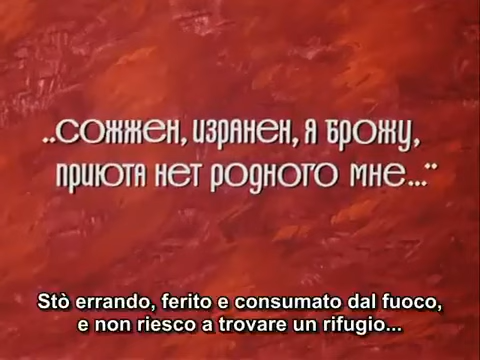 „СОЖЖЕН, ИЗРАНЕН, Я БРОЖУ,
ПРИЮТА НЕТ РОДНОГО МНЕ..."
Stò errando, ferito e consumato dal fuoco,
e non riesco a trovare un rifugio...